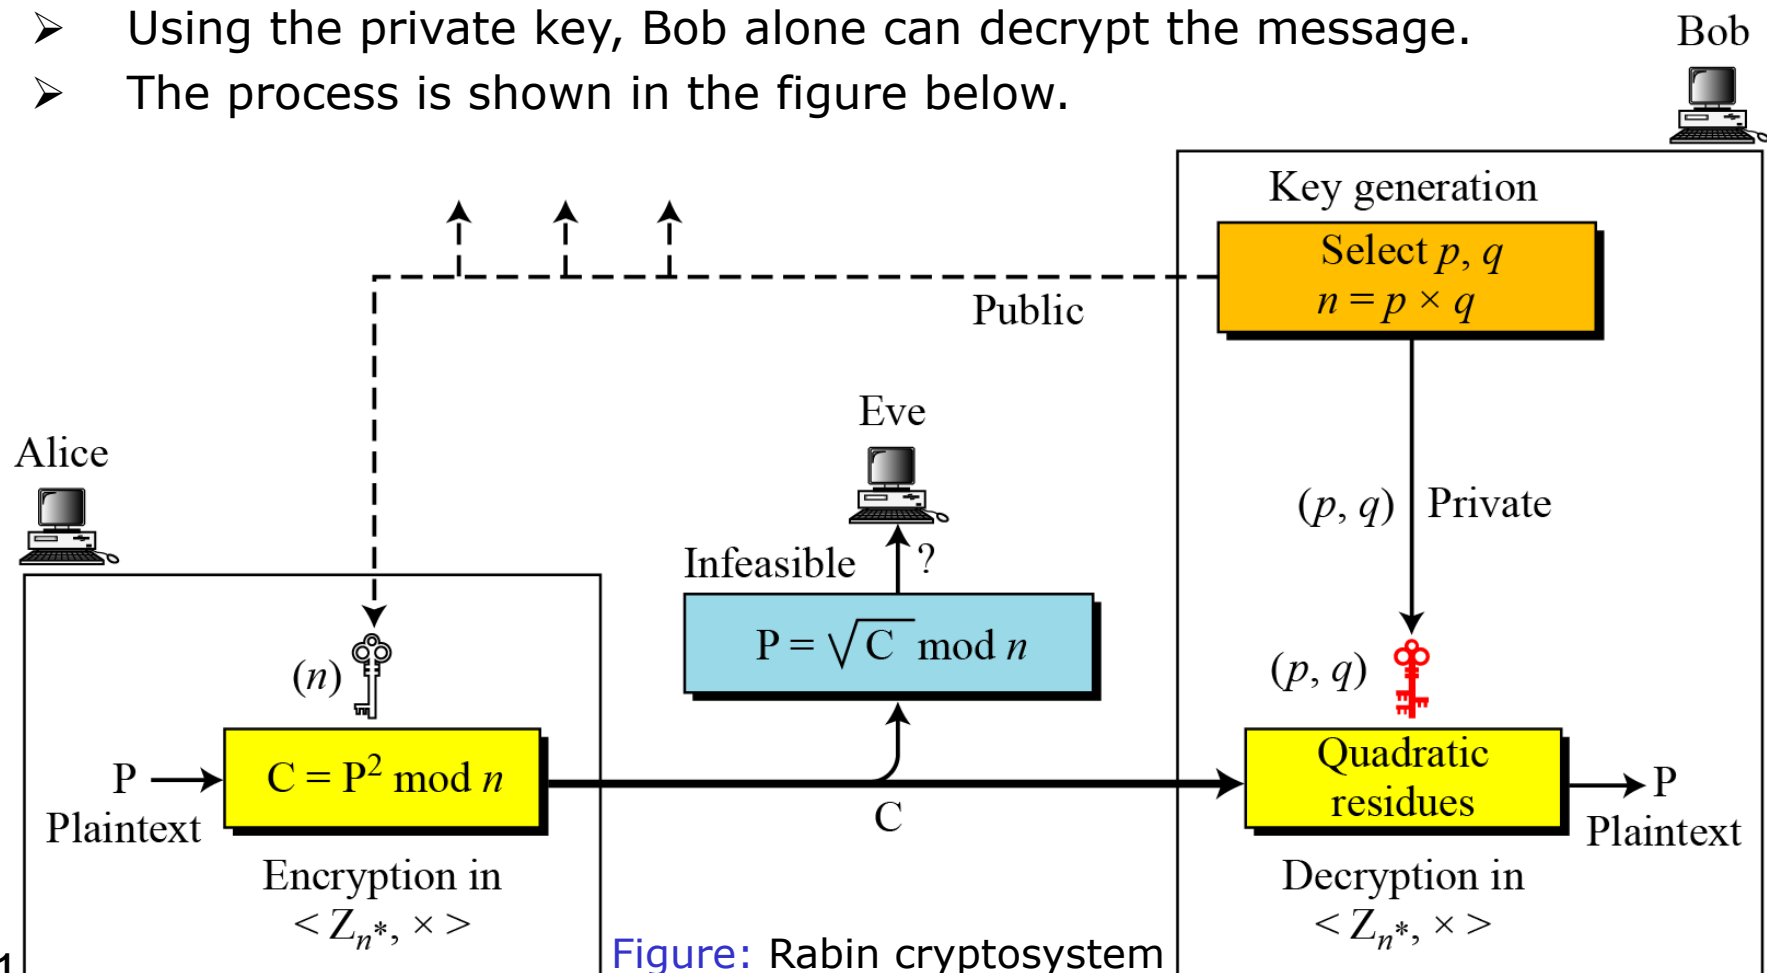 ➢ Using the private key, Bob alone can decrypt the message.
➢ The process is shown in the figure below.
Bob
Key generation
Select p, q
n = p × q
Public
Eve
Alice
(p, q) Private
Infeasible ?
P = √C mod n
(n)
(p, q)
P
Plaintext
C = P² mod n
C
Quadratic
residues
P
Plaintext
Encryption in
< Zn*, × >
Decryption in
< Zn*, × >
Figure: Rabin cryptosystem
1